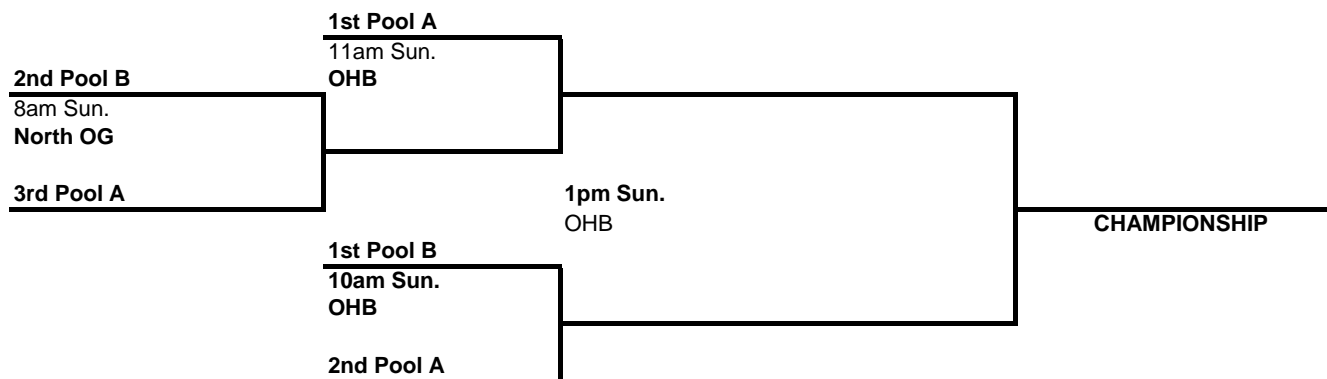 1st Pool A
11am Sun.
OHB
2nd Pool B
8am Sun.
North OG
3rd Pool A
1pm Sun.
OHB
CHAMPIONSHIP
1st Pool B
10am Sun.
OHB
2nd Pool A